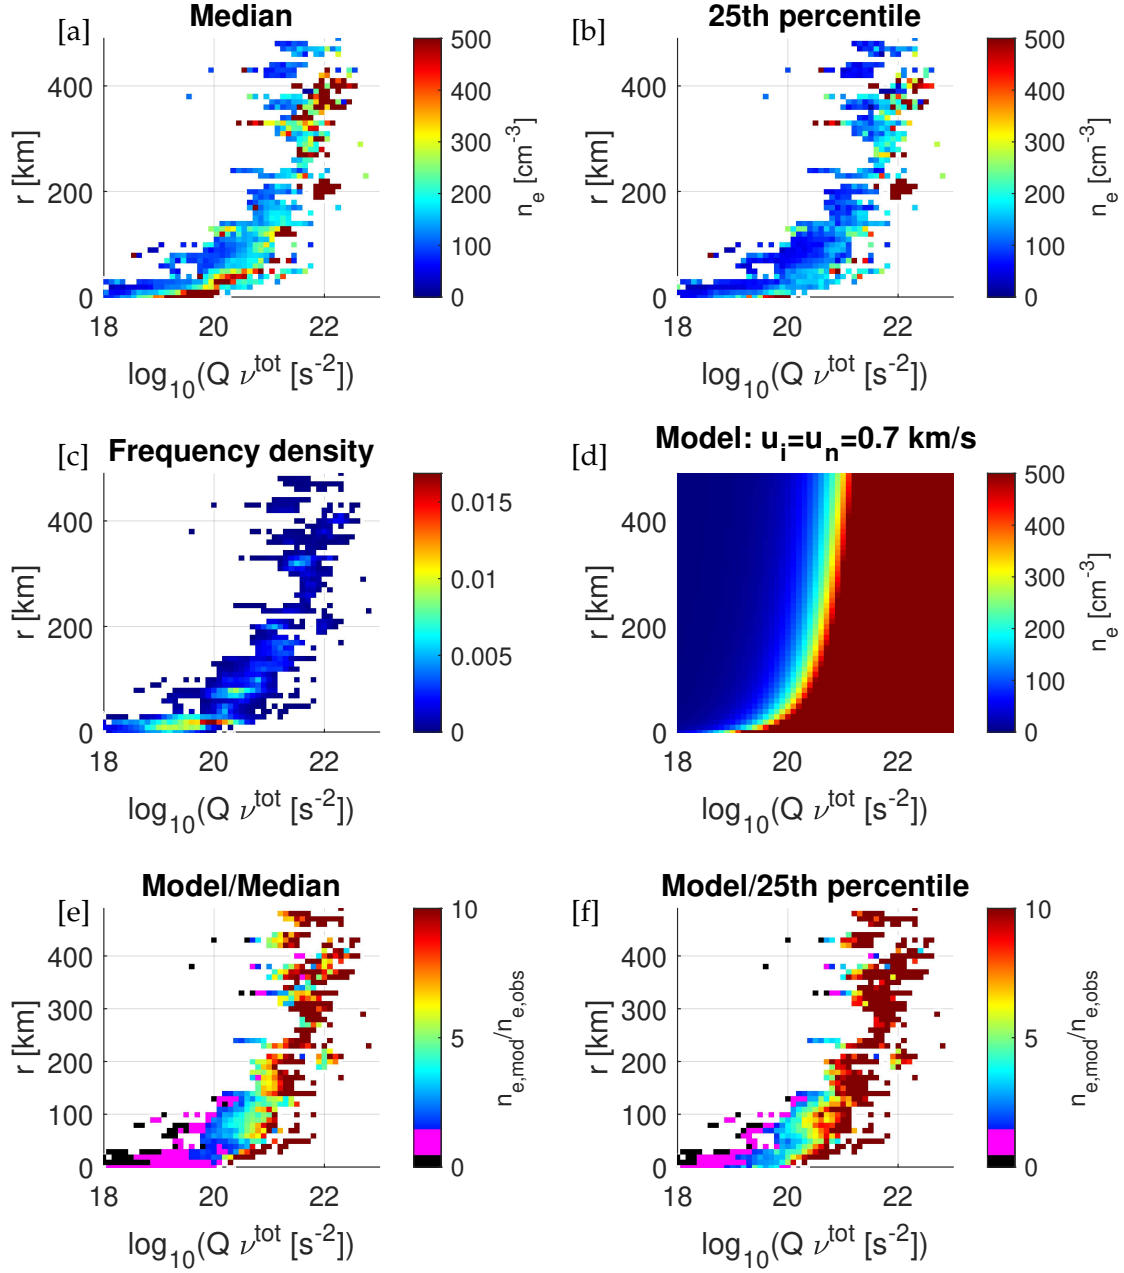 [a] Median
r [km]
400
200
0
18 20 22
log10(Q ν^tot [s^-2])
500
400
300
200
100
0
n_e [cm^-3]
[b] 25th percentile
r [km]
400
200
0
18 20 22
log10(Q ν^tot [s^-2])
500
400
300
200
100
0
n_e [cm^-3]
[c] Frequency density
r [km]
400
200
0
18 20 22
log10(Q ν^tot [s^-2])
0.015
0.01
0.005
0
[d] Model: u_i=u_n=0.7 km/s
r [km]
400
200
0
18 20 22
log10(Q ν^tot [s^-2])
500
400
300
200
100
0
n_e [cm^-3]
[e] Model/Median
r [km]
400
300
200
100
0
18 20 22
log10(Q ν^tot [s^-2])
10
5
0
n_e,mod/n_e,obs
[f] Model/25th percentile
r [km]
400
300
200
100
0
18 20 22
log10(Q ν^tot [s^-2])
10
5
0
n_e,mod/n_e,obs